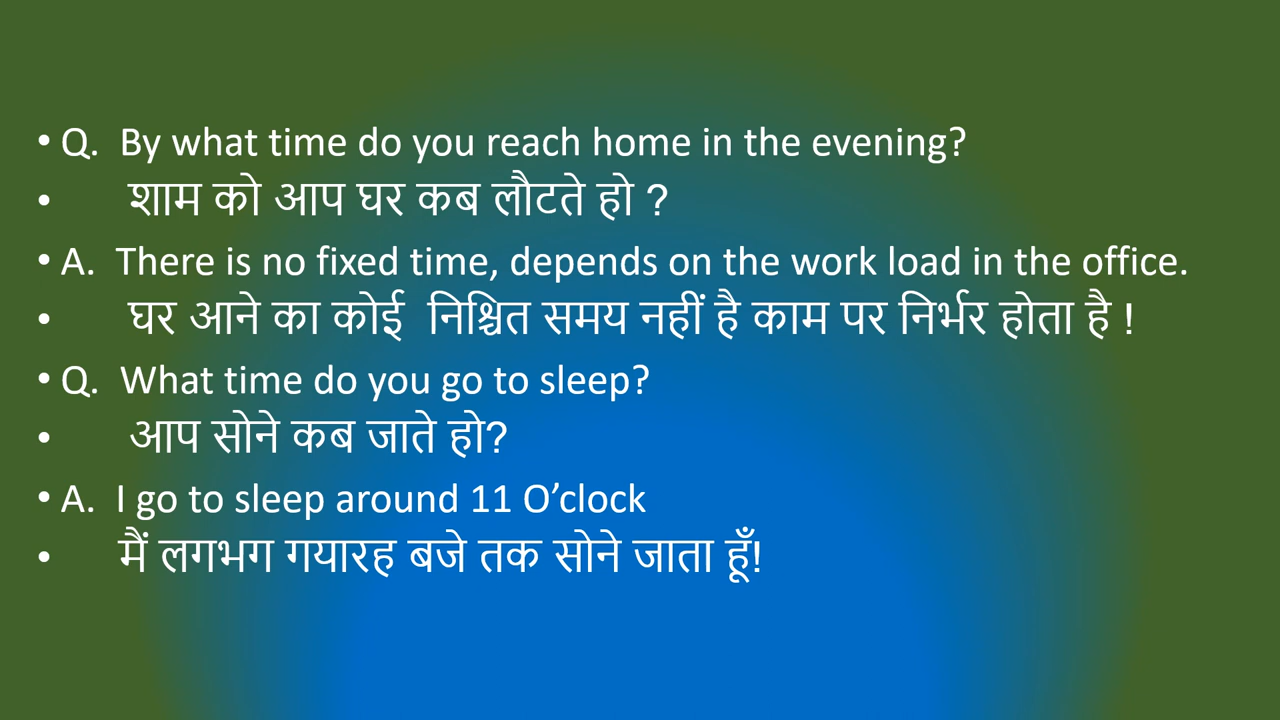 • Q.  By what time do you reach home in the evening?
•      शाम को आप घर कब लौटते हो ?
• A.  There is no fixed time, depends on the work load in the office.
•      घर आने का कोई  निश्चित समय नहीं है काम पर निर्भर होता है !
• Q.  What time do you go to sleep?
•      आप सोने कब जाते हो?
• A.  I go to sleep around 11 O’clock
•      मैं लगभग गयारह बजे तक सोने जाता हूँ!